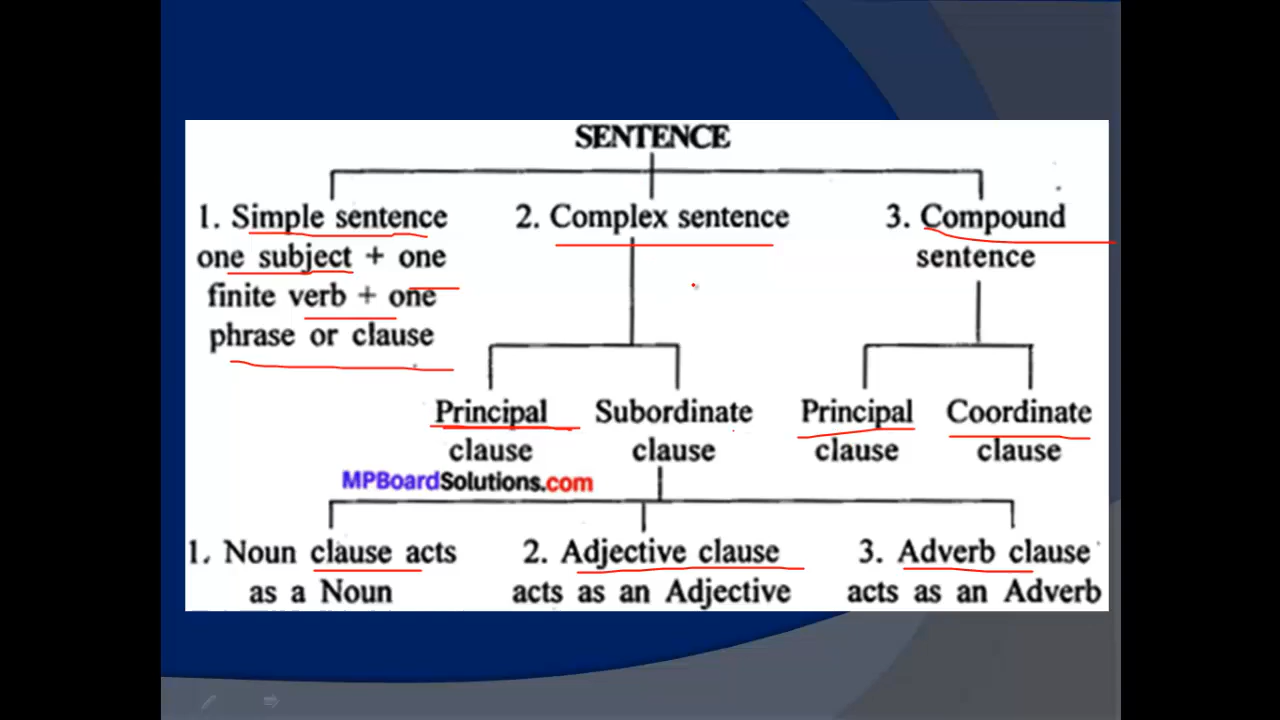 SENTENCE
1. Simple sentence
one subject + one
finite verb + one
phrase or clause
2. Complex sentence
3. Compound
sentence
Principal
clause
Subordinate
clause
Principal
clause
Coordinate
clause
MPBoardSolutions.com
1. Noun clause acts
as a Noun
2. Adjective clause
acts as an Adjective
3. Adverb clause
acts as an Adverb